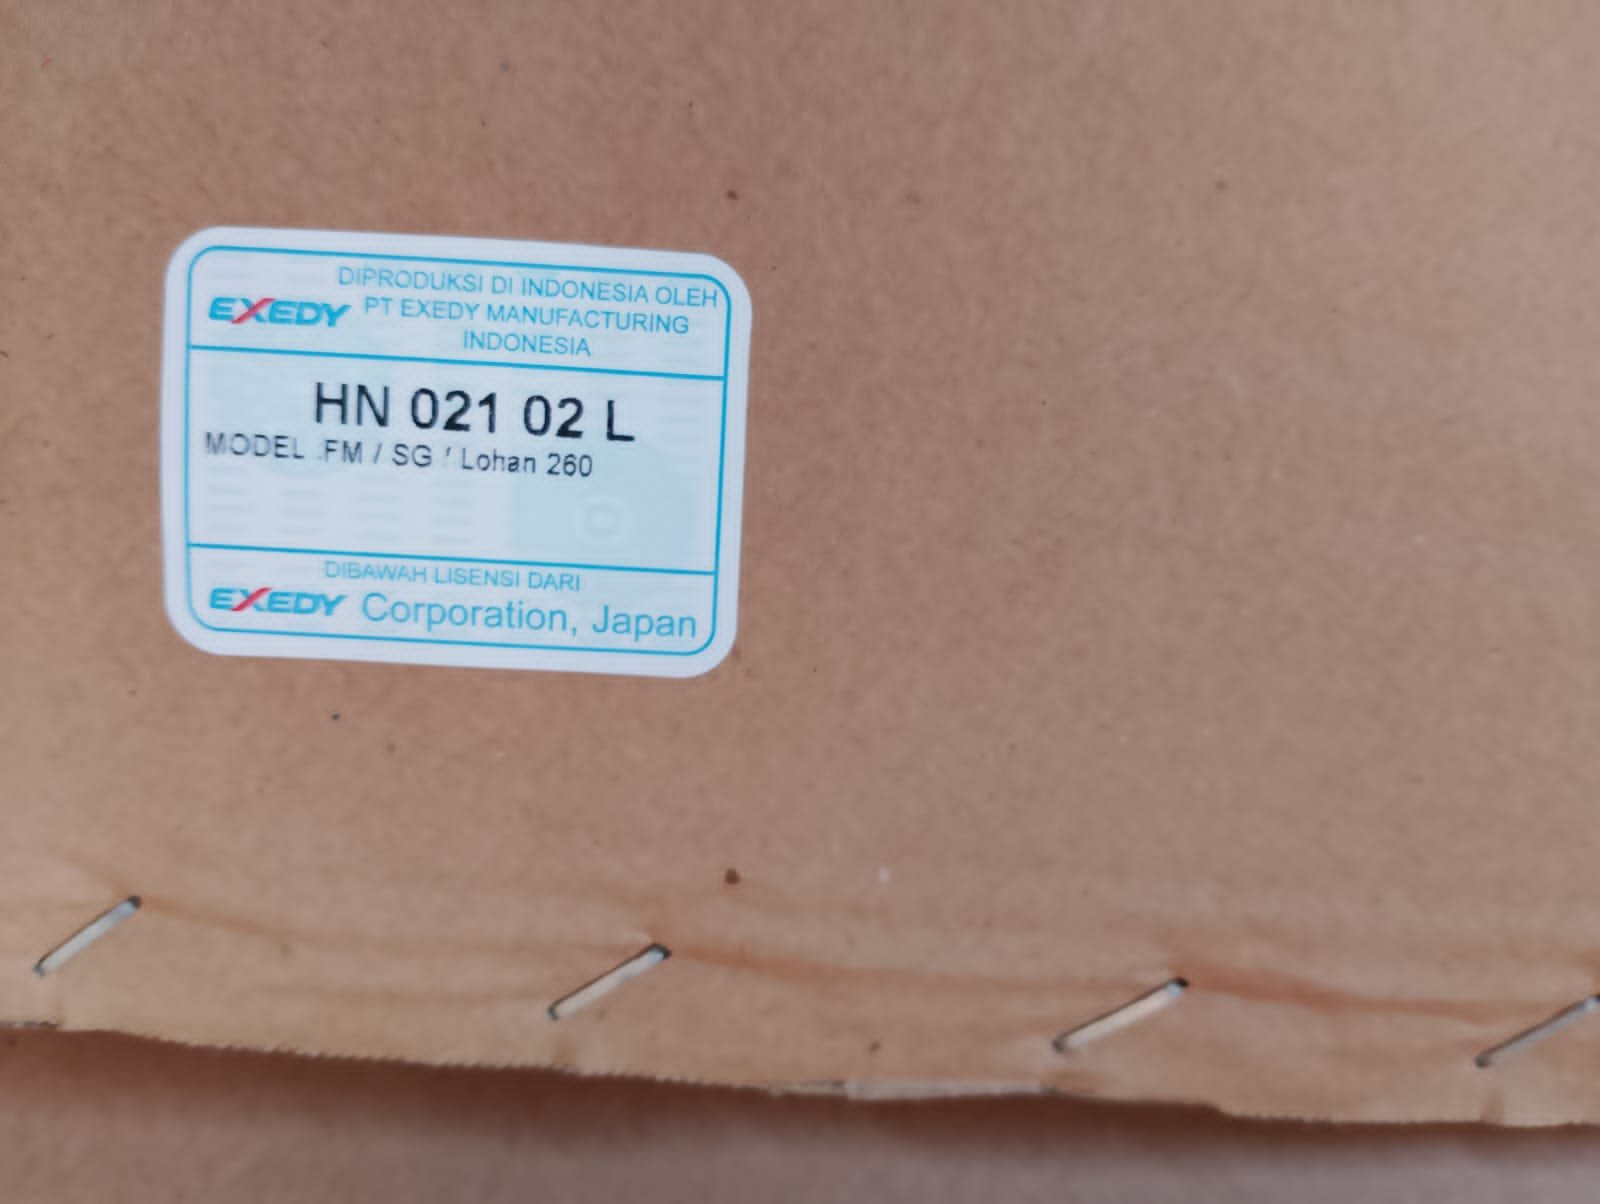 DIPRODUKSI DI INDONESIA OLEH
EXEDY PT EXEDY MANUFACTURING
INDONESIA
HN 021 02 L
MODEL :FM / SG / Lohan 260
DIBAWAH LISENSI DARI
EXEDY Corporation, Japan